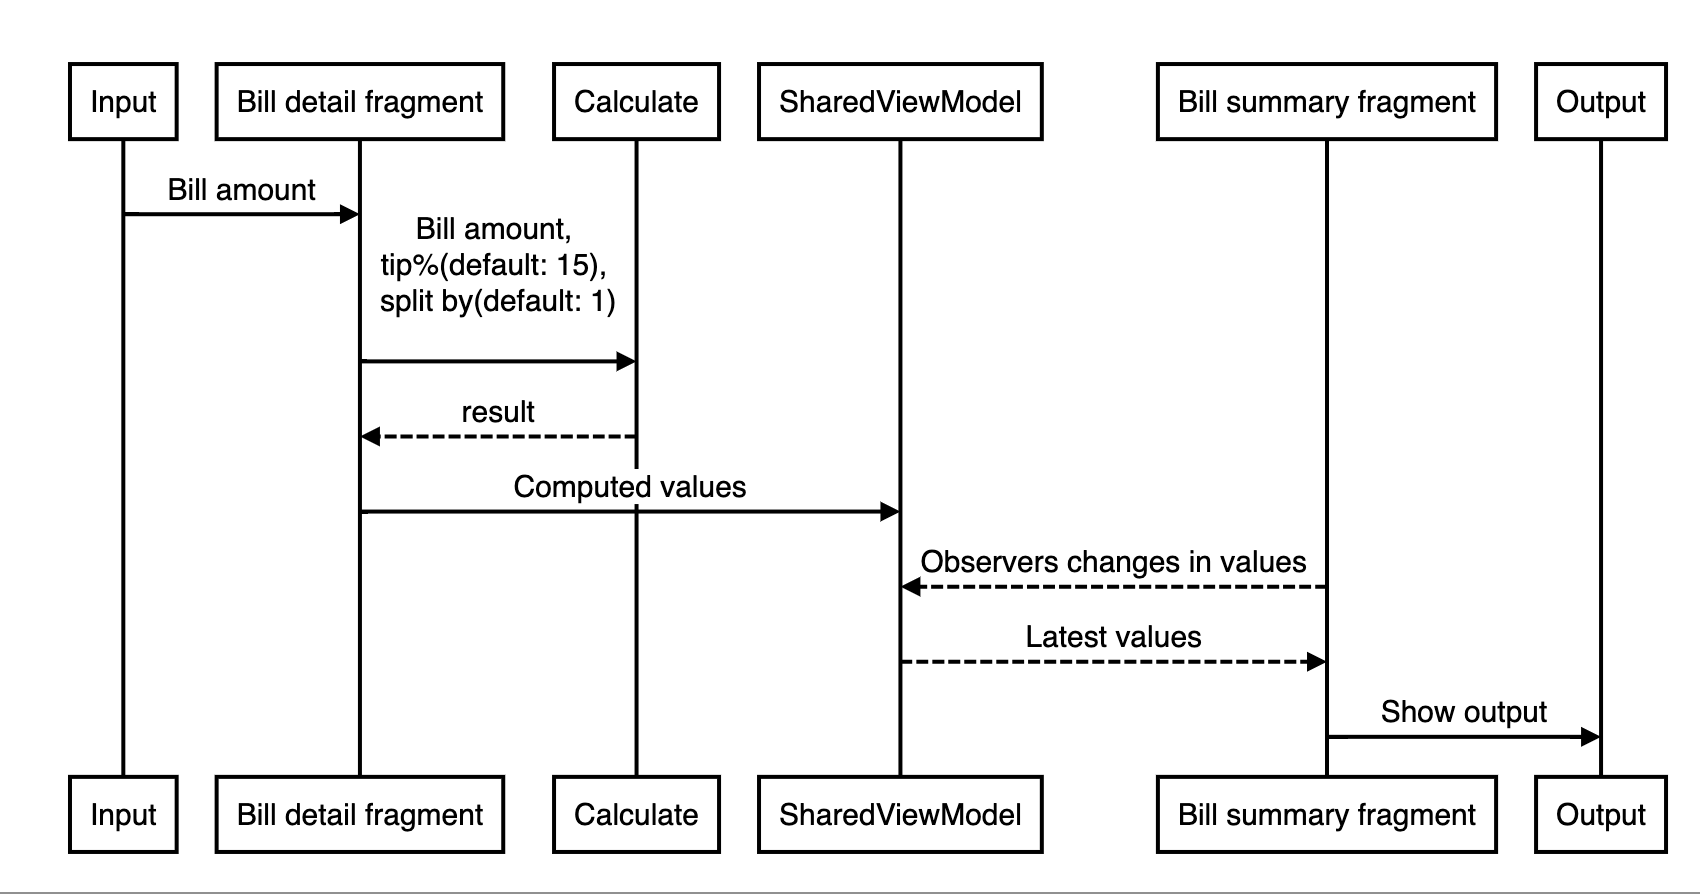 Input
Bill detail fragment
Calculate
SharedViewModel
Bill summary fragment
Output
Bill amount
Bill amount,
tip%(default: 15),
split by(default: 1)
result
Computed values
Observers changes in values
Latest values
Show output
Input
Bill detail fragment
Calculate
SharedViewModel
Bill summary fragment
Output